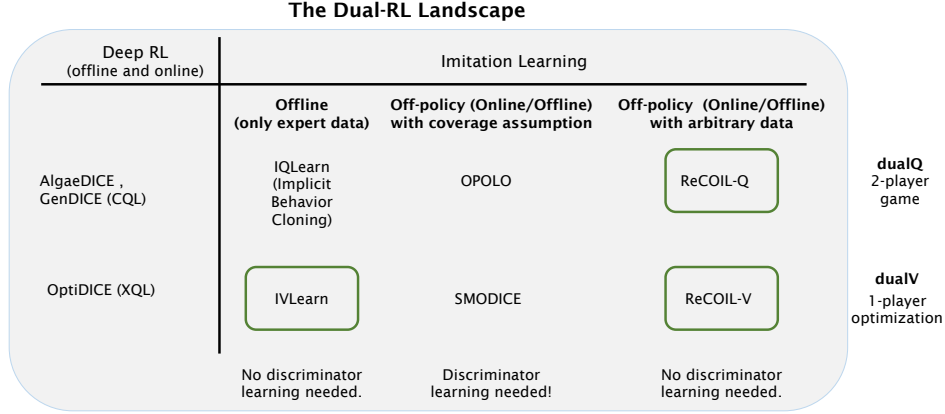 The Dual-RL Landscape
Deep RL
(offline and online)
Imitation Learning
Offline
(only expert data)
Off-policy (Online/Offline)
with coverage assumption
Off-policy (Online/Offline)
with arbitrary data
AlgaeDICE ,
GenDICE (CQL)
IQLearn
(Implicit
Behavior
Cloning)
OPOLO
ReCOIL-Q
dualQ
2-player
game
OptiDICE (XQL)
IVLearn
SMODICE
ReCOIL-V
dualV
1-player
optimization
No discriminator
learning needed.
Discriminator
learning needed!
No discriminator
learning needed.